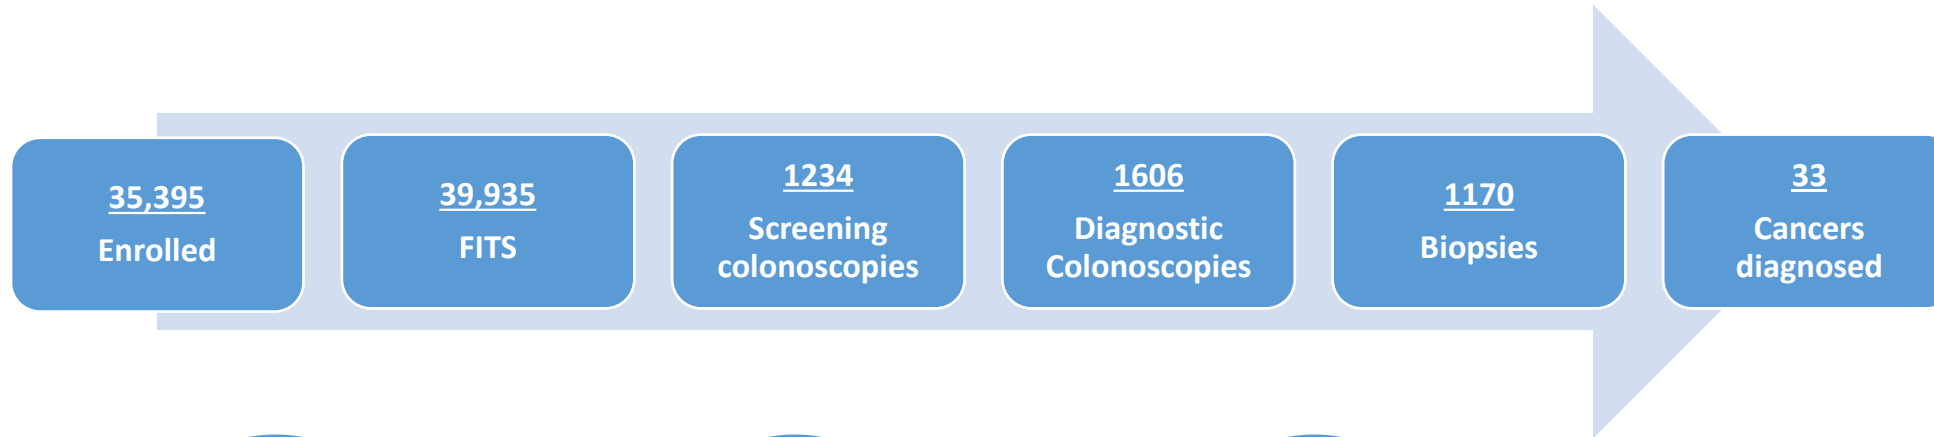 35,395
Enrolled
39,935
FITS
1234
Screening
colonoscopies
1606
Diagnostic
Colonoscopies
1170
Biopsies
33
Cancers
diagnosed